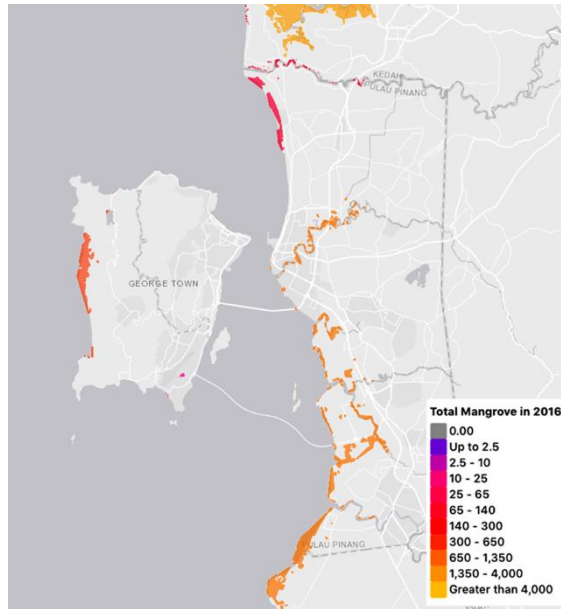 KEDAH
PULAU PINANG
GEORGE TOWN
Total Mangrove in 2016
0.00
Up to 2.5
2.5 - 10
10 - 25
25 - 65
65 - 140
140 - 300
300 - 650
650 - 1,350
1,350 - 4,000
Greater than 4,000
PULAU PINANG